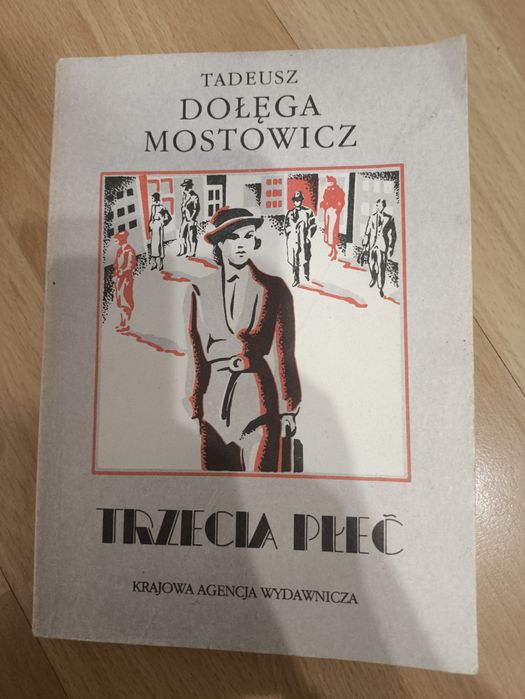 TADEUSZ
DOŁĘGA
MOSTOWICZ
TRZECIA PŁEĆ
KRAJOWA AGENCJA WYDAWNICZA